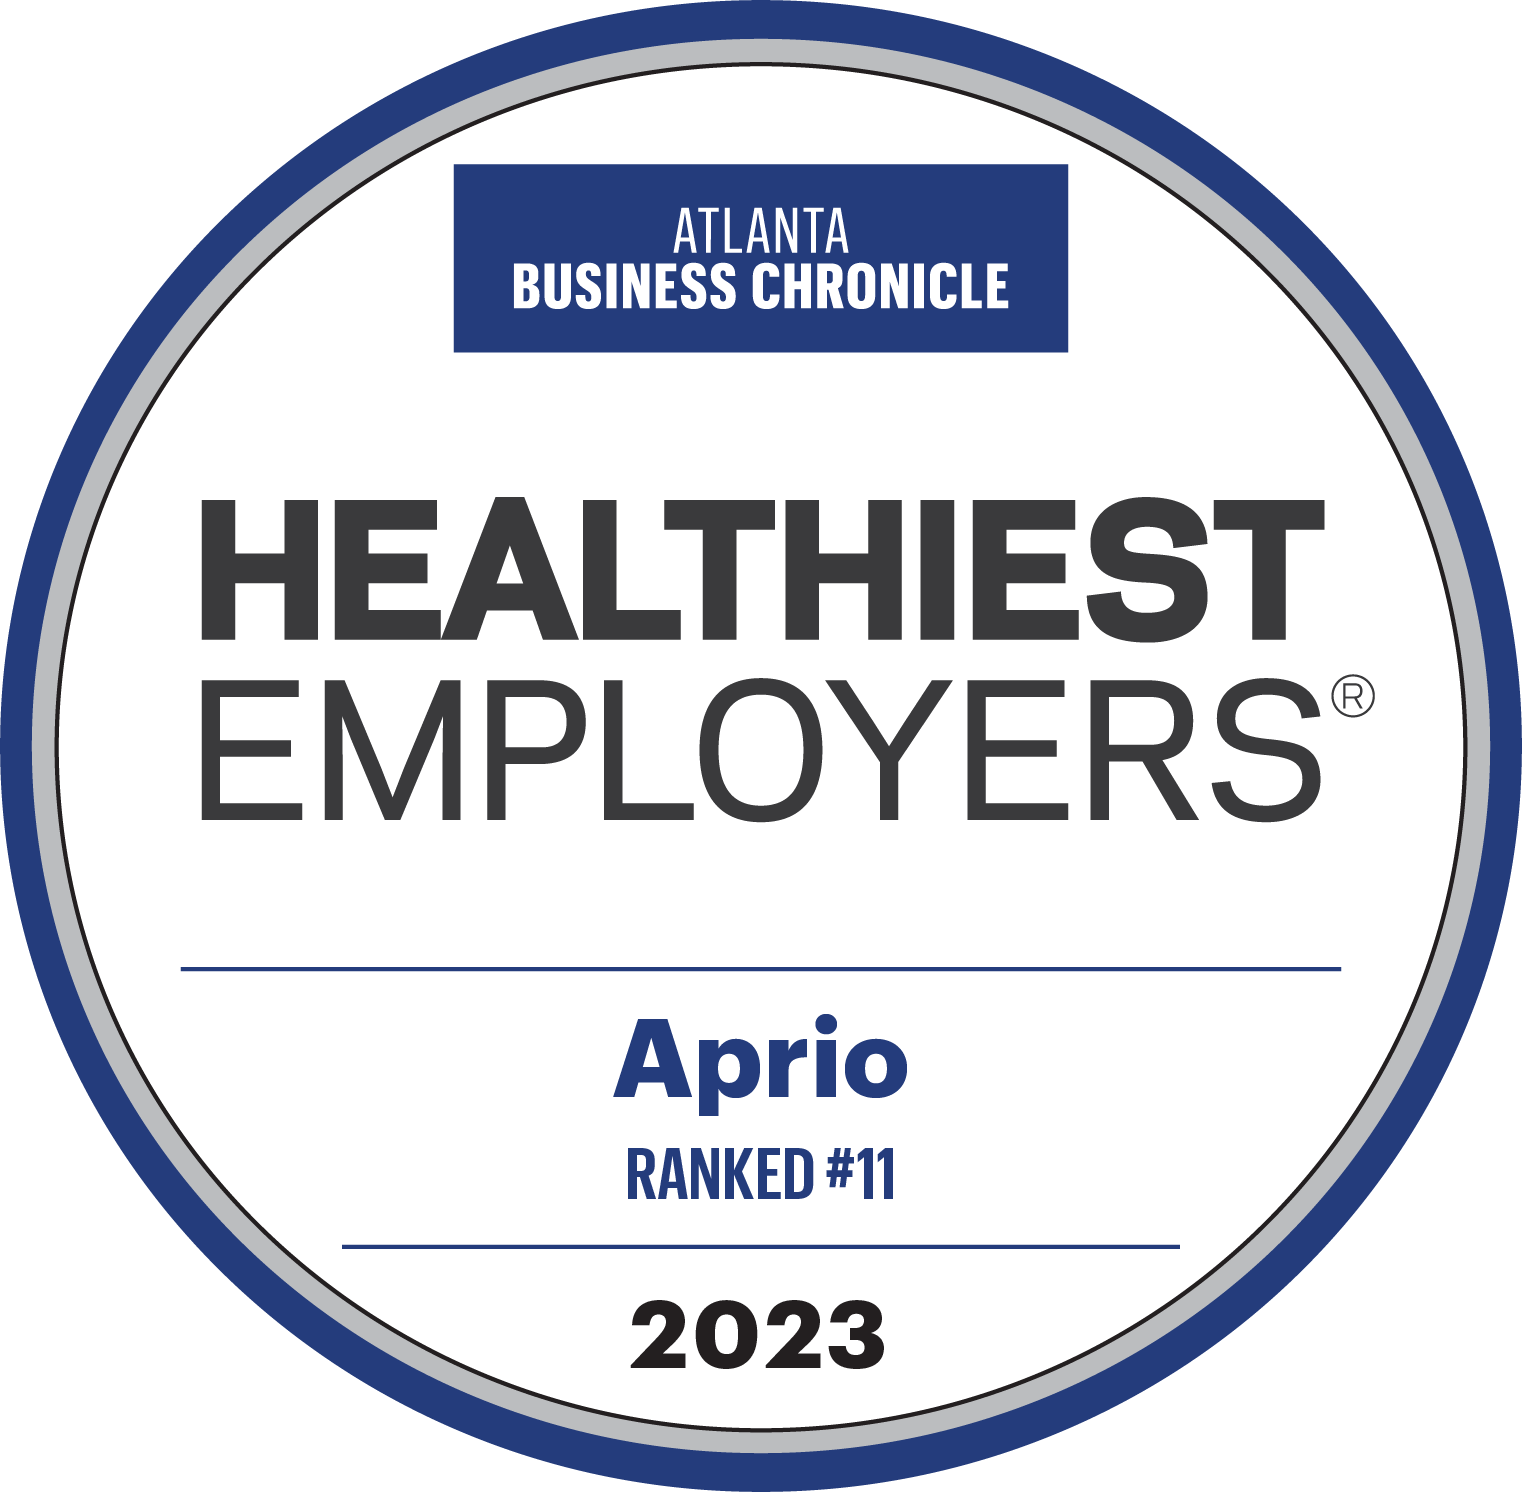 ATLANTA
BUSINESS CHRONICLE
HEALTHIEST
EMPLOYERS®
Aprio
RANKED #11
2023